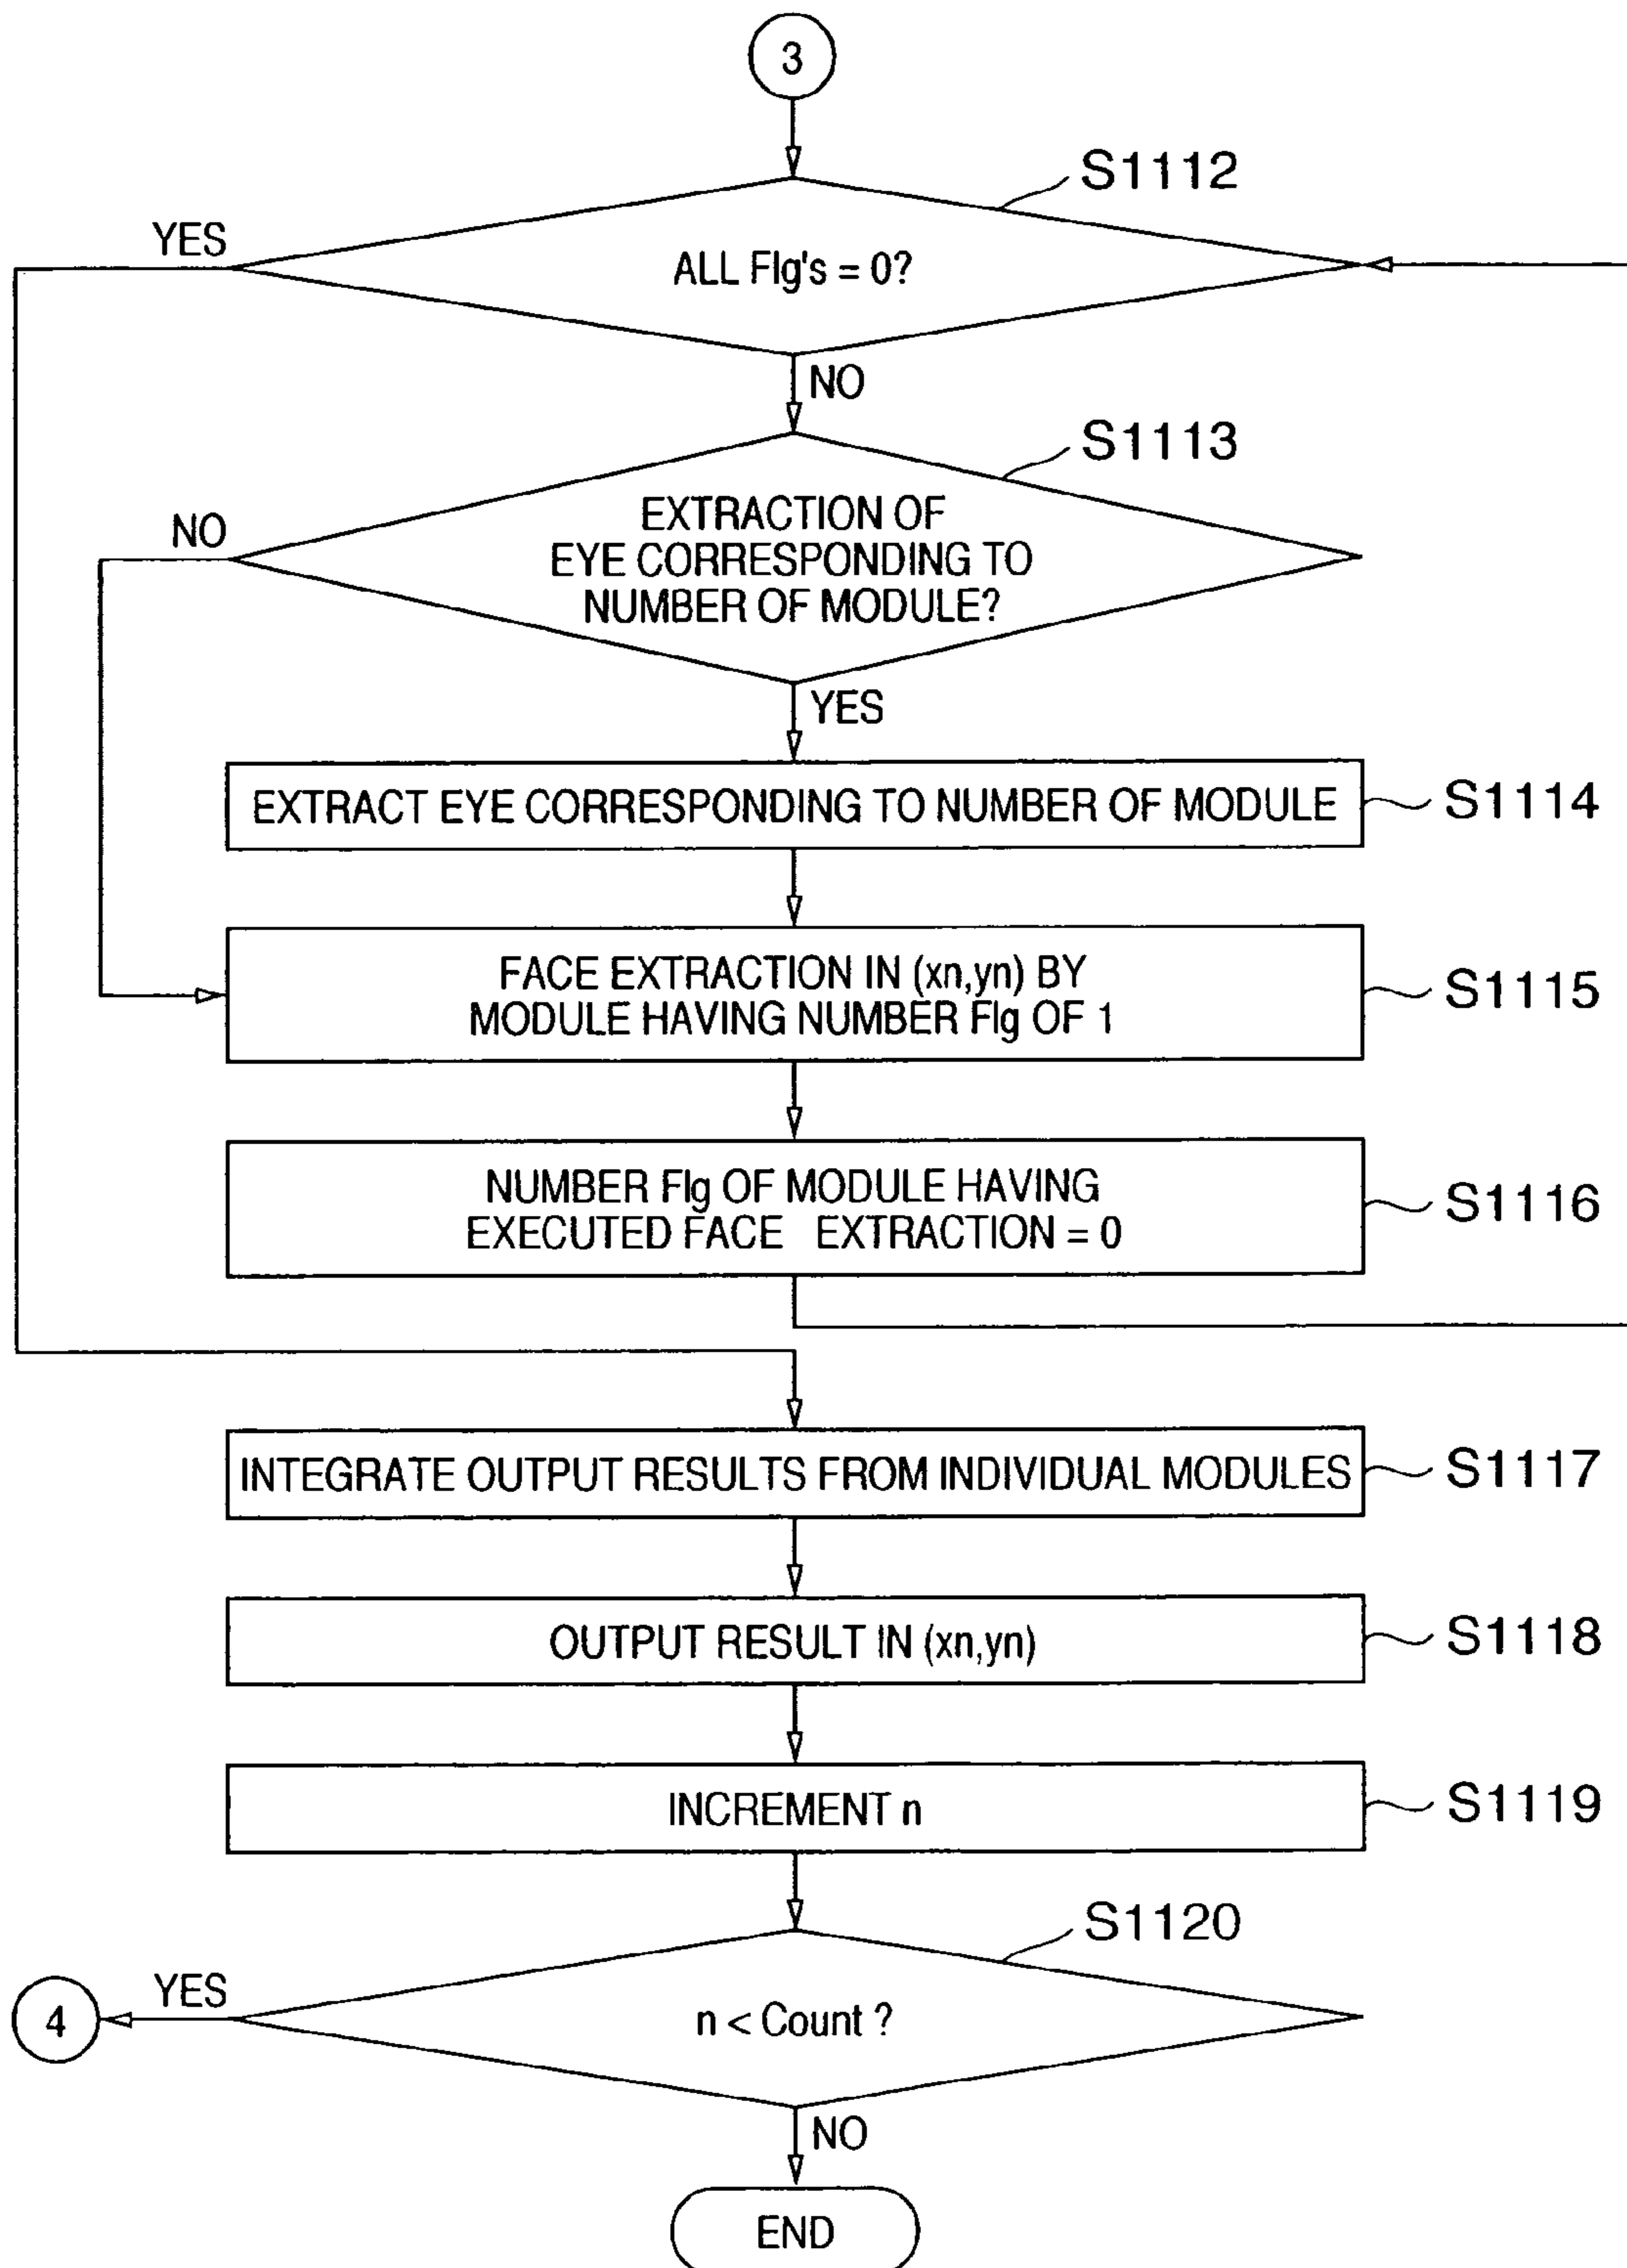 3
S1112
YES
ALL Flg's = 0?
NO
S1113
NO
EXTRACTION OF
EYE CORRESPONDING TO
NUMBER OF MODULE?
YES
EXTRACT EYE CORRESPONDING TO NUMBER OF MODULE
S1114
FACE EXTRACTION IN (xn,yn) BY
MODULE HAVING NUMBER Flg OF 1
S1115
NUMBER Flg OF MODULE HAVING
EXECUTED FACE EXTRACTION = 0
S1116
INTEGRATE OUTPUT RESULTS FROM INDIVIDUAL MODULES
S1117
OUTPUT RESULT IN (xn,yn)
S1118
INCREMENT n
S1119
S1120
4
YES
n < Count ?
NO
END